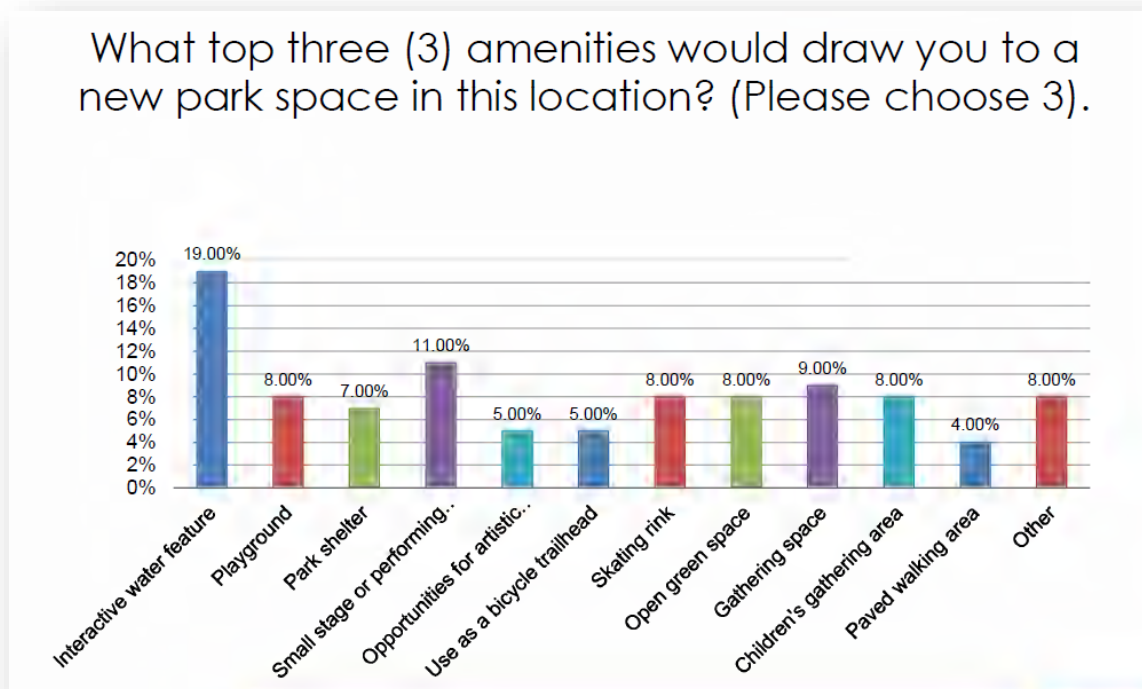 What top three (3) amenities would draw you to a
new park space in this location? (Please choose 3).
20%
18%
16%
14%
12%
10%
8%
6%
4%
2%
0%
19.00%
8.00%
7.00%
11.00%
5.00%
5.00%
8.00%
8.00%
9.00%
8.00%
4.00%
8.00%
Interactive water feature
Playground
Park shelter
Small stage or performing..
Opportunities for artistic..
Use as a bicycle trailhead
Skating rink
Open green space
Gathering space
Children's gathering area
Paved walking area
Other